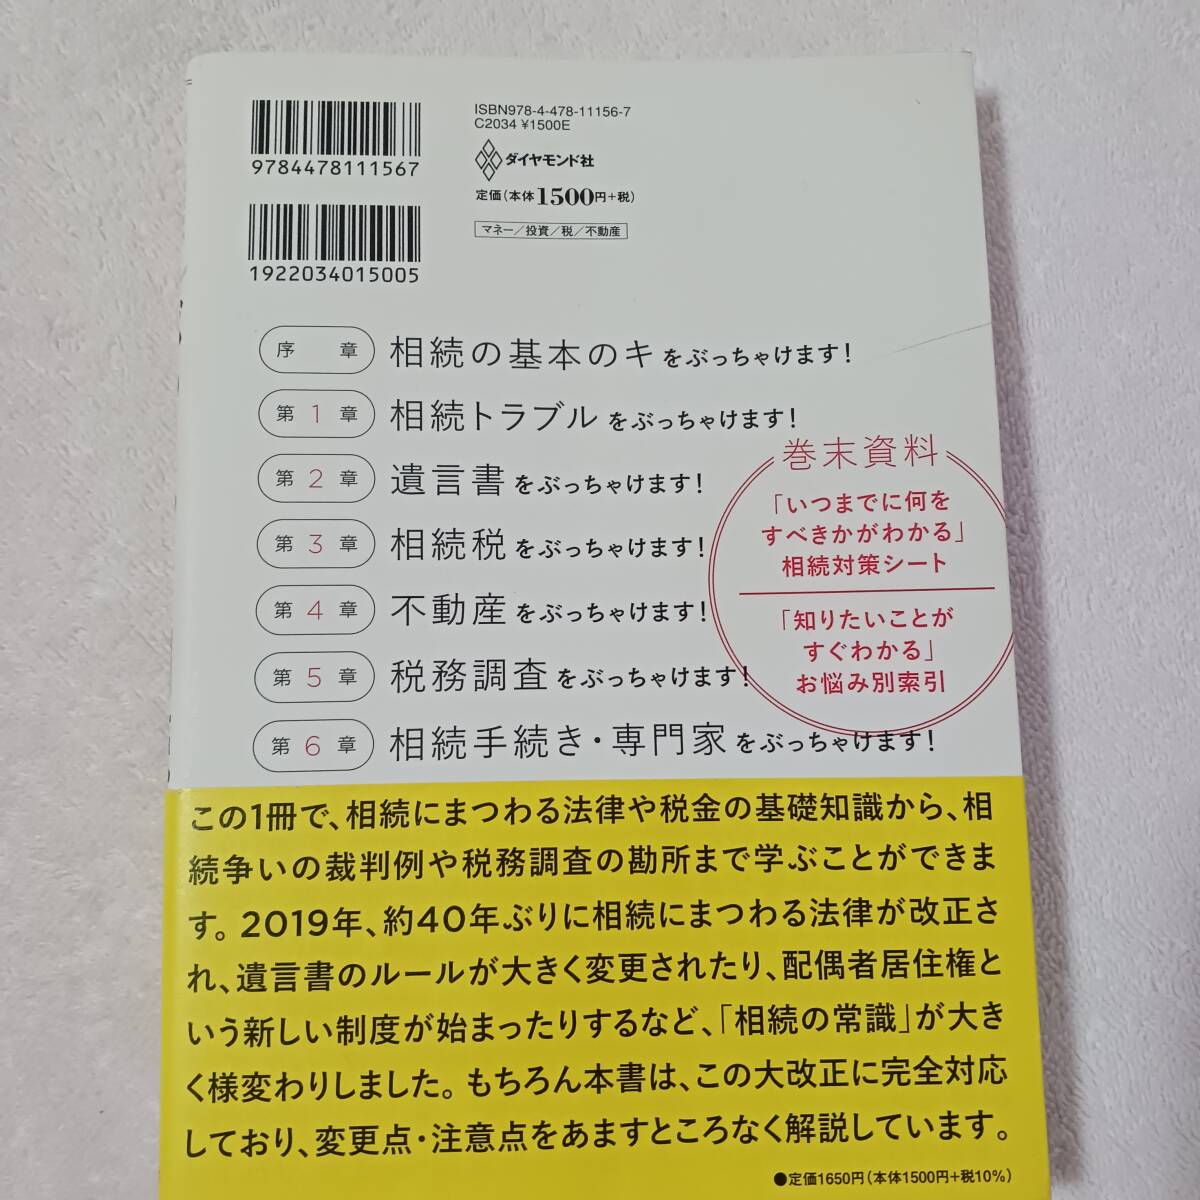 ISBN978-4-478-11156-7
C2034 ¥1500E
9784478111567
ダイヤモンド社
定価(本体1500円+税)
マネー/投資/税/不動産
1922034015005
序章 相続の基本のキをぶっちゃけます!
第1章 相続トラブルをぶっちゃけます!
第2章 遺言書をぶっちゃけます!
第3章 相続税をぶっちゃけます!
第4章 不動産をぶっちゃけます!
第5章 税務調査をぶっちゃけます!
第6章 相続手続き・専門家をぶっちゃけます!
巻末資料
「いつまでに何を
すべきかがわかる」
相続対策シート
「知りたいことが
すぐわかる」
お悩み別索引
この1冊で、相続にまつわる法律や税金の基礎知識から、相
続争いの裁判例や税務調査の勘所まで学ぶことができま
す。2019年、約40年ぶりに相続にまつわる法律が改正さ
れ、遺言書のルールが大きく変更されたり、配偶者居住権と
いう新しい制度が始まったりするなど、「相続の常識」が大き
く様変わりしました。もちろん本書は、この大改正に完全対応
しており、変更点・注意点をあますところなく解説しています。
●定価1650円(本体1500円+税10%)